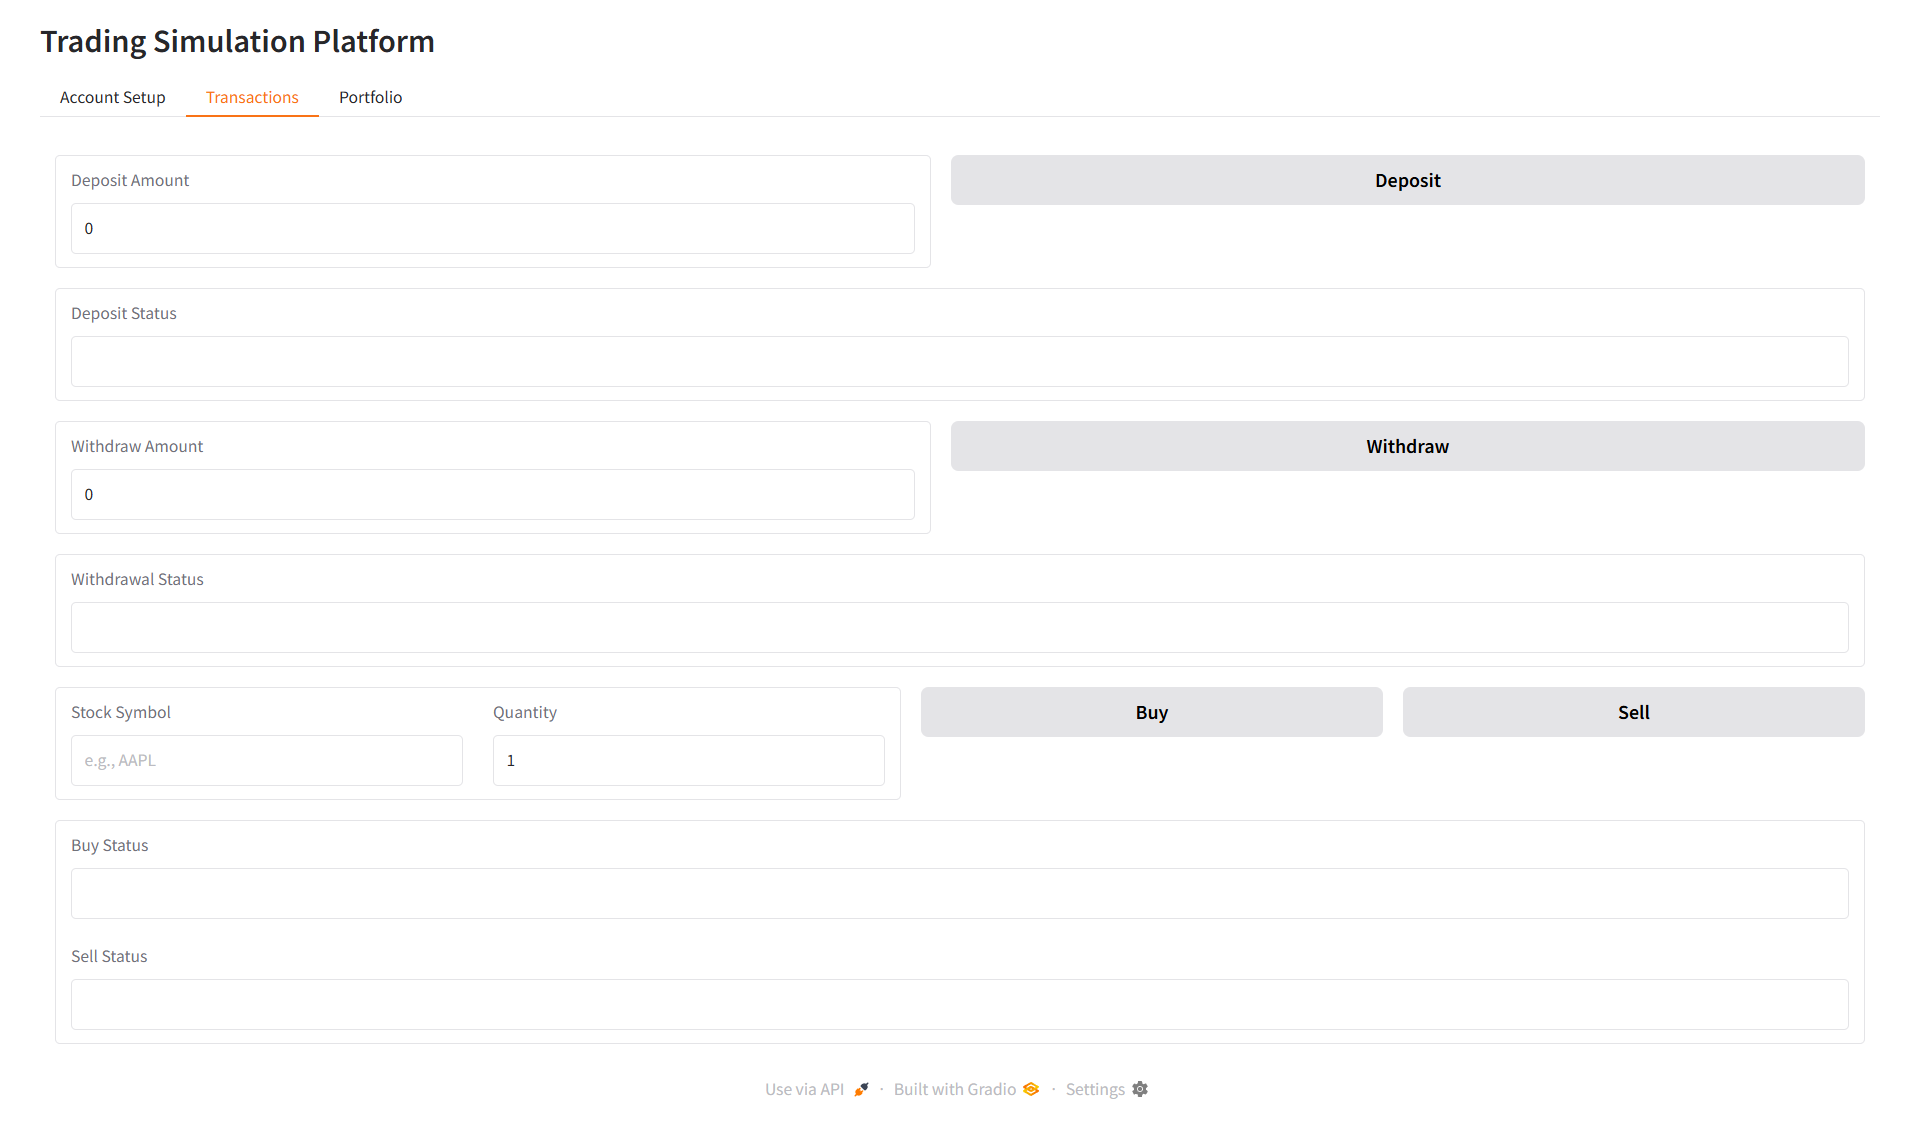 Trading Simulation Platform
Account Setup Transactions Portfolio
Deposit Amount
Deposit
0
Deposit Status
Withdraw Amount
Withdraw
0
Withdrawal Status
Stock Symbol Quantity
Buy Sell
e.g., AAPL 1
Buy Status
Sell Status
Use via API · Built with Gradio · Settings